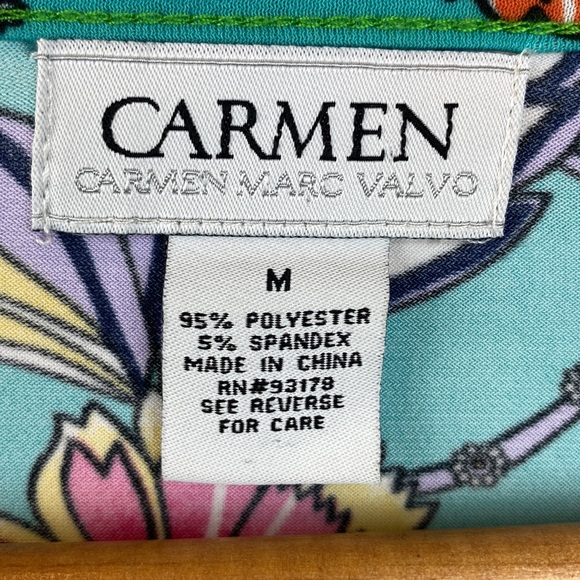 CARMEN
CARMEN MARC VALVO
M
95% POLYESTER
5% SPANDEX
MADE IN CHINA
RN#93178
SEE REVERSE
FOR CARE